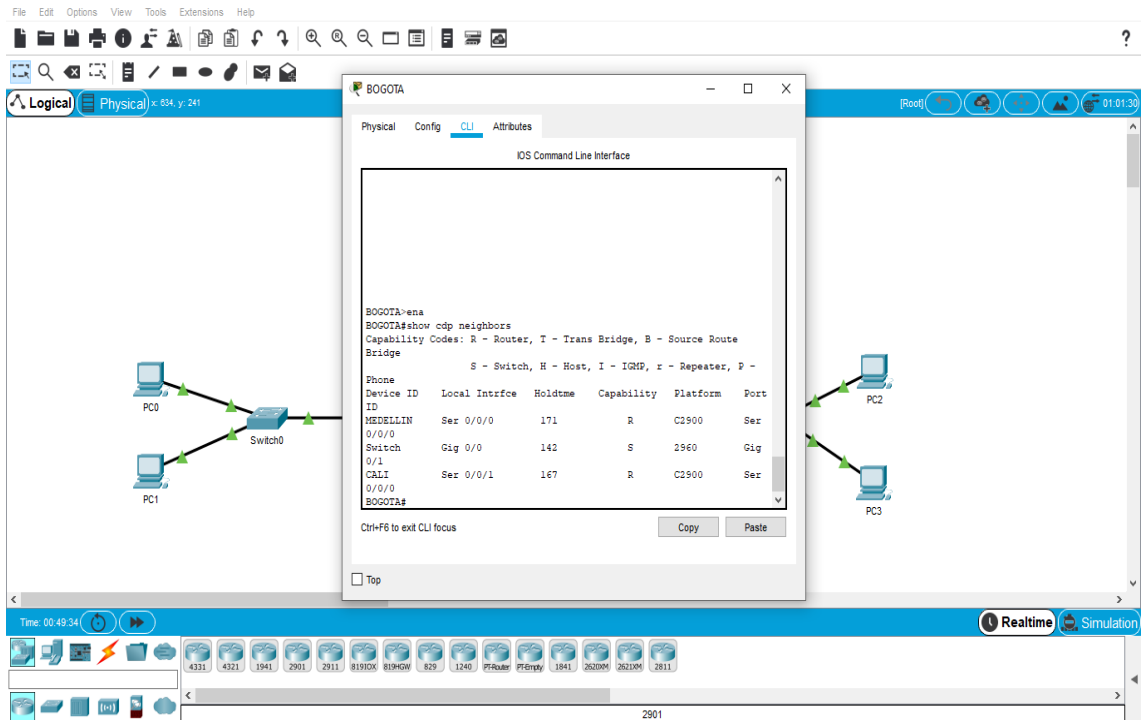 File Edit Options View Tools Extensions Help
?
Logical Physical x: 634, y: 241
[Root] 01:01:30
BOGOTA
Physical Config CLI Attributes
IOS Command Line Interface
BOGOTA>ena
BOGOTA#show cdp neighbors
Capability Codes: R - Router, T - Trans Bridge, B - Source Route
Bridge
S - Switch, H - Host, I - IGMP, r - Repeater, P -
Phone
Device ID Local Intrfce Holdtme Capability Platform Port
ID
MEDELLIN Ser 0/0/0 171 R C2900 Ser
0/0/0
Switch Gig 0/0 142 S 2960 Gig
0/1
CALI Ser 0/0/1 167 R C2900 Ser
0/0/0
BOGOTA#
Ctrl+F6 to exit CLI focus
Copy Paste
Top
PC0
Switch0
PC1
PC2
PC3
Time: 00:49:34
Realtime Simulation
4331 4321 1941 2901 2911 819IOX 819HGW 829 1240 PT-Router PT-Empty 1841 2620XM 2621XM 2811
2901